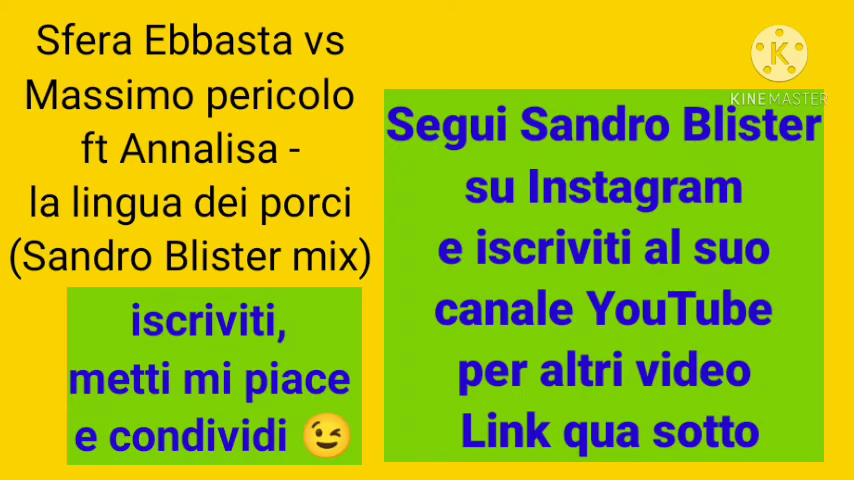 Sfera Ebbasta vs
Massimo pericolo
ft Annalisa -
la lingua dei porci
(Sandro Blister mix)
iscriviti,
metti mi piace
e condividi 😉
K
KINEMASTER
Segui Sandro Blister
su Instagram
e iscriviti al suo
canale YouTube
per altri video
Link qua sotto